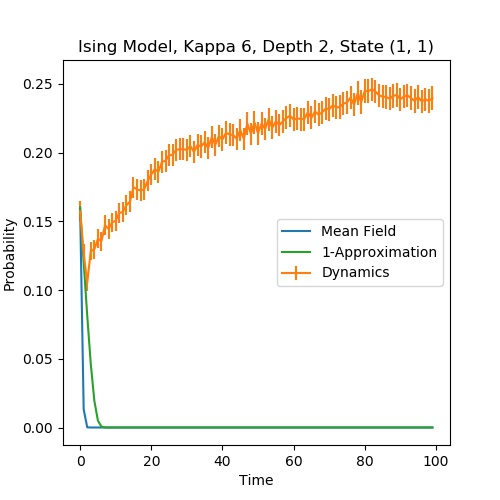 Ising Model, Kappa 6, Depth 2, State (1, 1)
0.25
0.20
0.15
0.10
0.05
0.00
Probability
Mean Field
1-Approximation
Dynamics
0 20 40 60 80 100
Time